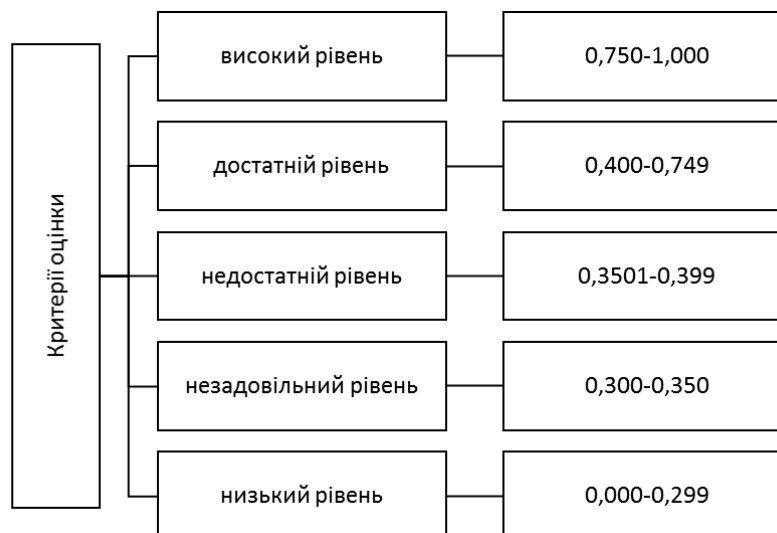 Критерії оцінки
високий рівень
0,750-1,000
достатній рівень
0,400-0,749
недостатній рівень
0,3501-0,399
незадовільний рівень
0,300-0,350
низький рівень
0,000-0,299